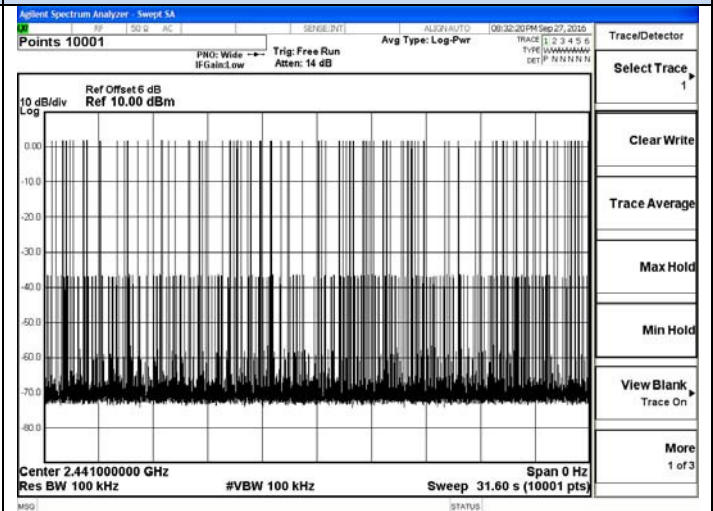 Agilent Spectrum Analyzer - Swept SA
RF 50 Ω AC SENSE:INT ALIGNAUTO 08:32:20 PM Sep 27, 2016
Points 10001
PNO: Wide
IFGain:Low
Trig: Free Run
Atten: 14 dB
Avg Type: Log-Pwr
TRACE 1 2 3 4 5 6
TYPE WWWWWW
DET P N N N N N
Ref Offset 6 dB
10 dB/div Ref 10.00 dBm
Log
0.00
-10.0
-20.0
-30.0
-40.0
-50.0
-60.0
-70.0
-80.0
Center 2.441000000 GHz Span 0 Hz
Res BW 100 kHz #VBW 100 kHz Sweep 31.60 s (10001 pts)
MSG STATUS
Trace/Detector
Select Trace
1
Clear Write
Trace Average
Max Hold
Min Hold
View Blank
Trace On
More
1 of 3